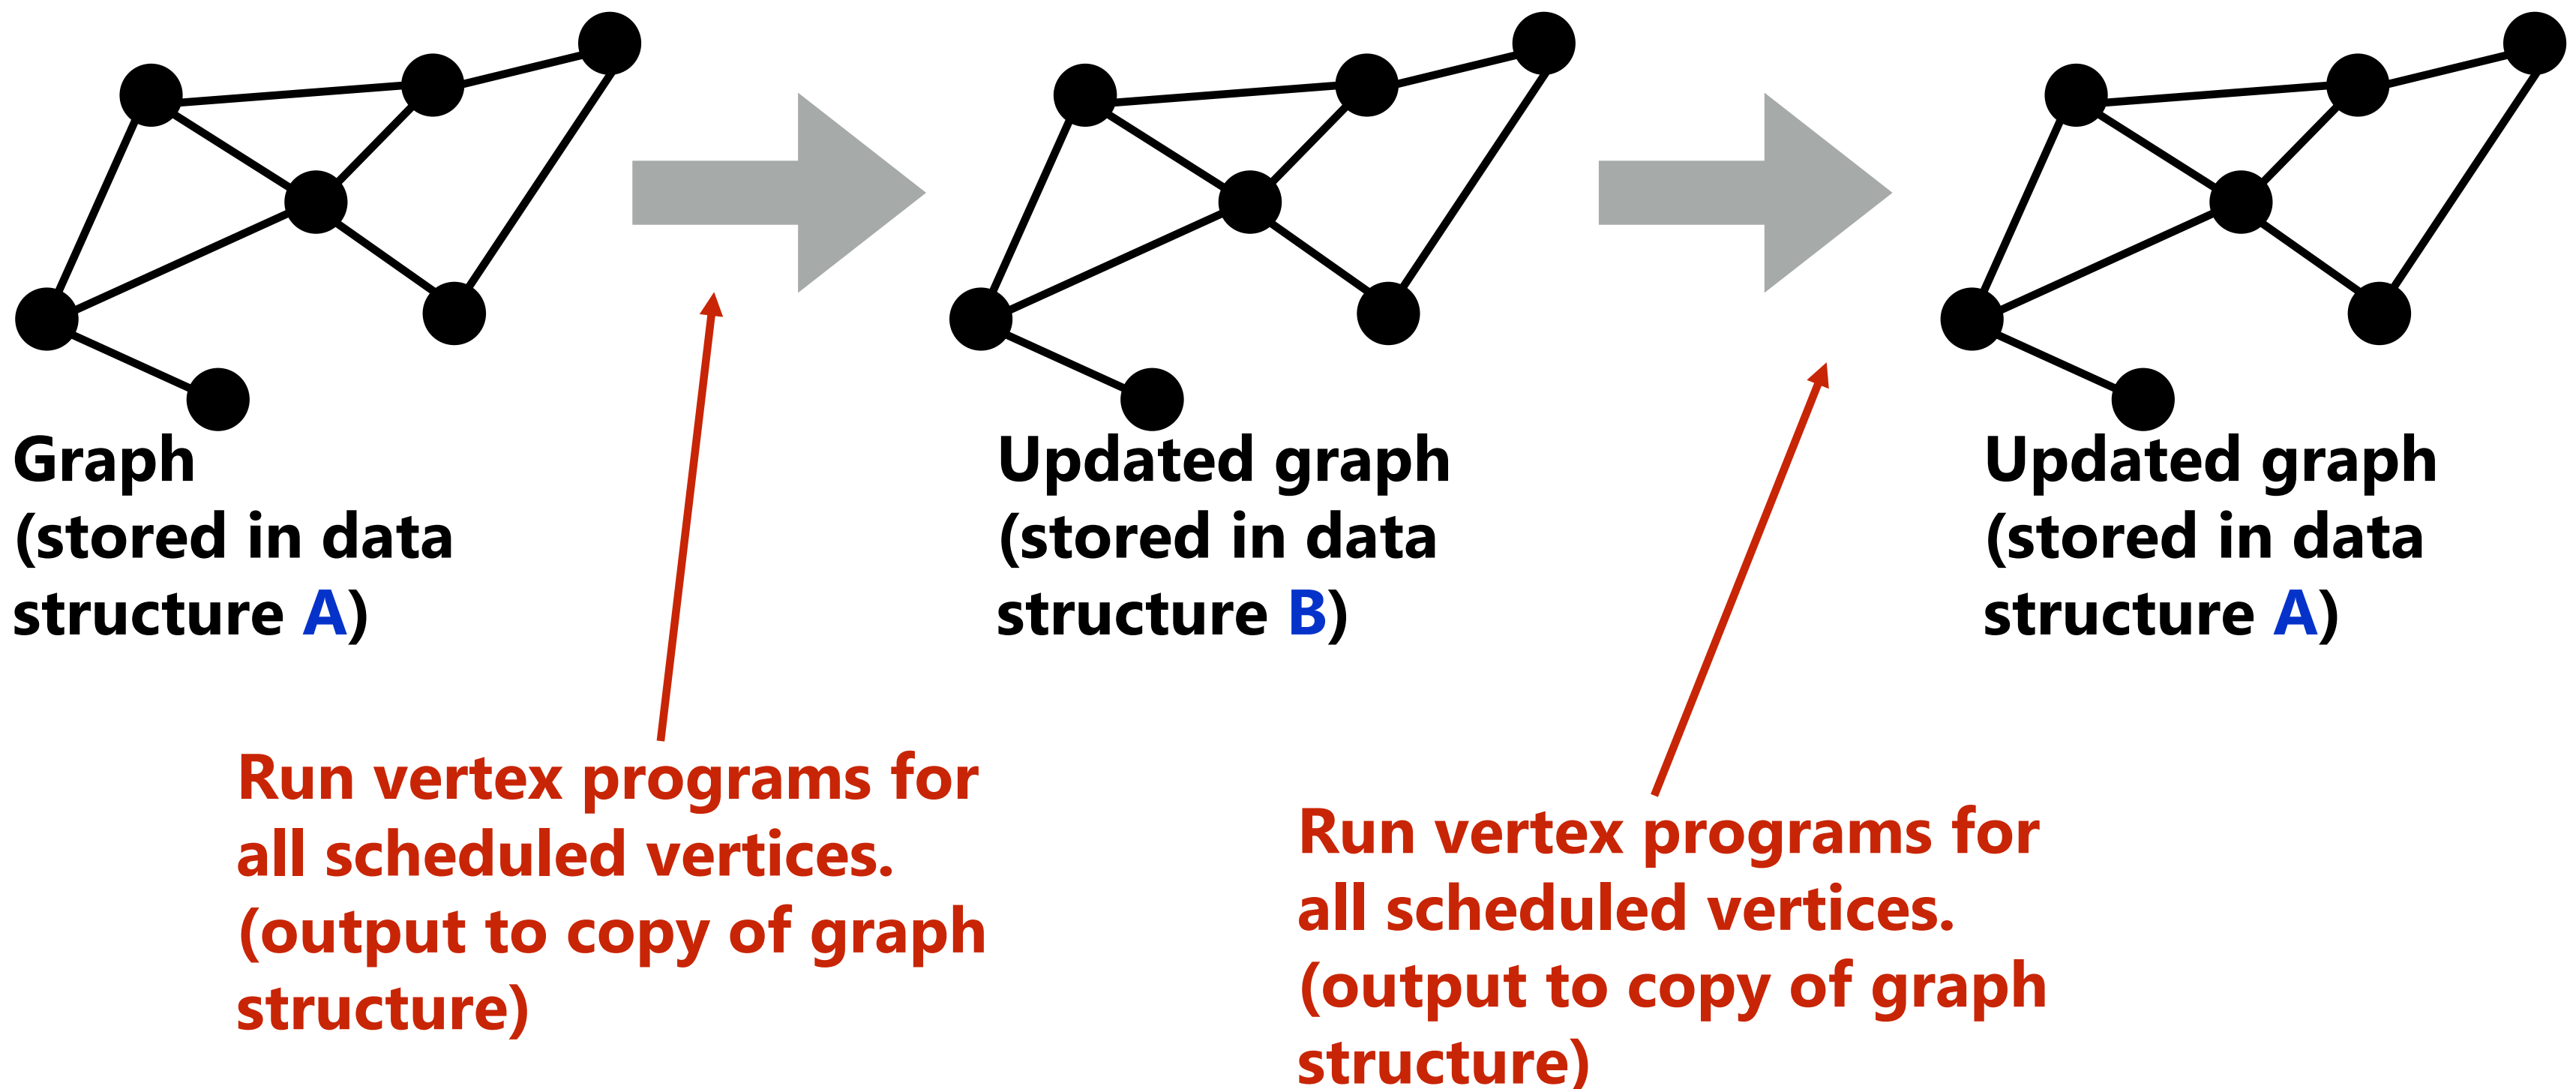 Graph
(stored in data
structure A)
Updated graph
(stored in data
structure B)
Updated graph
(stored in data
structure A)
Run vertex programs for
all scheduled vertices.
(output to copy of graph
structure)
Run vertex programs for
all scheduled vertices.
(output to copy of graph
structure)